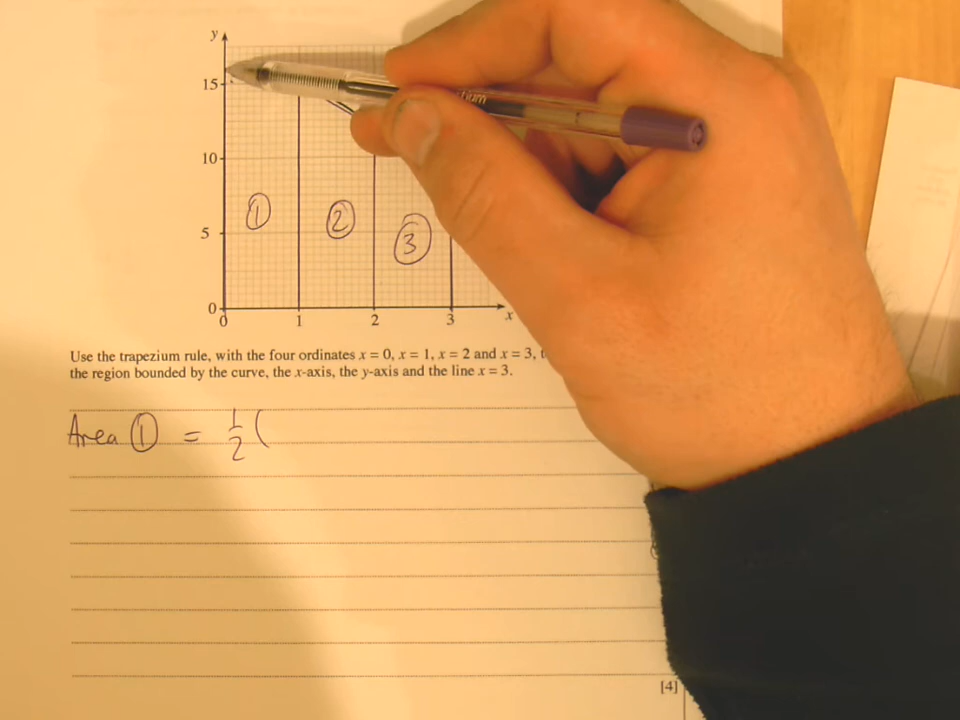 y
15
10
5
0
① ② ③
0 1 2 3 x
Use the trapezium rule, with the four ordinates x = 0, x = 1, x = 2 and x = 3,
the region bounded by the curve, the x-axis, the y-axis and the line x = 3.
Area ① = 1/2 (
[4]